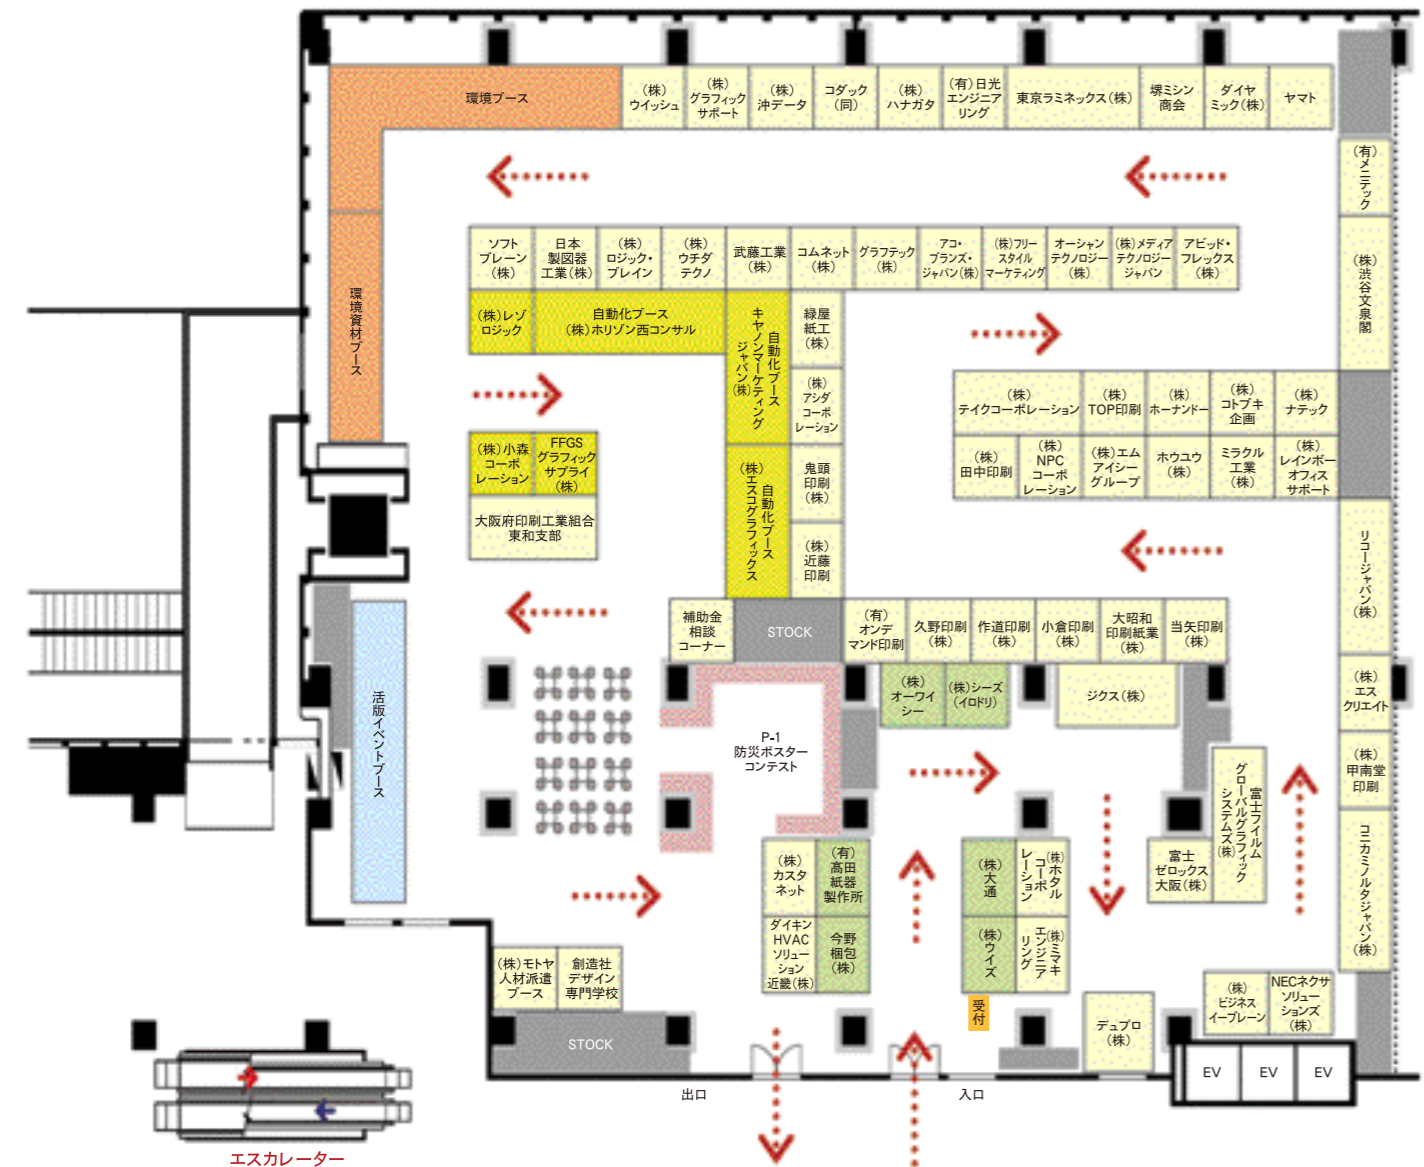 環境ブース
(株)
ウイッシュ
(株)
グラフィック
サポート
(株)
沖データ
コダック
(同)
(株)
ハナガタ
(有)日光
エンジニア
リング
東京ラミネックス(株)
堺ミシン
商会
ダイヤ
ミック(株)
ヤマト
(有)メニテック
(株)渋谷文泉閣
環境資材ブース
ソフト
ブレーン
(株)
日本
製図器
工業(株)
(株)
ロジック・
ブレイン
(株)
ウチダ
テクノ
武藤工業
(株)
コムネット
(株)
グラフテック
(株)
アコ・
ブランズ・
ジャパン(株)
(株)フリー
スタイル
マーケティング
オーシャン
テクノロジー
(株)
(株)メディア
テクノロジー
ジャパン
アビッド・
フレックス
(株)
(株)レゾ
ロジック
自動化ブース
(株)ホリゾン西コンサル
自動化ブース
キヤノンマーケティング
ジャパン(株)
緑屋
紙工
(株)
(株)
アシダ
コーポ
レーション
(株)
テイクコーポレーション
(株)
TOP印刷
(株)
ホーナンドー
(株)
コトブキ
企画
(株)
ナテック
(株)小森
コーポ
レーション
FFGS
グラフィック
サプライ
(株)
大阪府印刷工業組合
東和支部
自動化ブース
(株)エスコグラフィックス
鬼頭
印刷
(株)
(株)
近藤
印刷
(株)
田中印刷
(株)
NPC
コーポ
レーション
(株)エム
アイシー
グループ
ホウユウ
(株)
ミラクル
工業
(株)
(株)
レインボー
オフィス
サポート
リコージャパン(株)
補助金
相談
コーナー
STOCK
(有)
オンデ
マンド印刷
久野印刷
(株)
作道印刷
(株)
小倉印刷
(株)
大昭和
印刷紙業
(株)
当矢印刷
(株)
(株)
オーワイ
シー
(株)シーズ
(イロドリ)
ジクス(株)
(株)
エス
クリエイト
活版イベントブース
P-1
防災ポスター
コンテスト
富士フイルム
グローバルグラフィック
システムズ(株)
(株)
甲南堂
印刷
(株)
カスタ
ネット
(有)
髙田
紙器
製作所
(株)大通
(株)ホタル
コーポ
レーション
富士
ゼロックス
大阪(株)
コニカミノルタジャパン(株)
ダイキン
HVAC
ソリュー
ション
近畿(株)
今野
梱包
(株)
(株)ウイズ
(株)ミマキ
エンジニア
リング
(株)モトヤ
人材派遣
ブース
創造社
デザイン
専門学校
受付
(株)
ビジネス
イーブレーン
NECネクサ
ソリュー
ションズ
(株)
デュプロ
(株)
STOCK
EV
EV
EV
出口
入口
エスカレーター